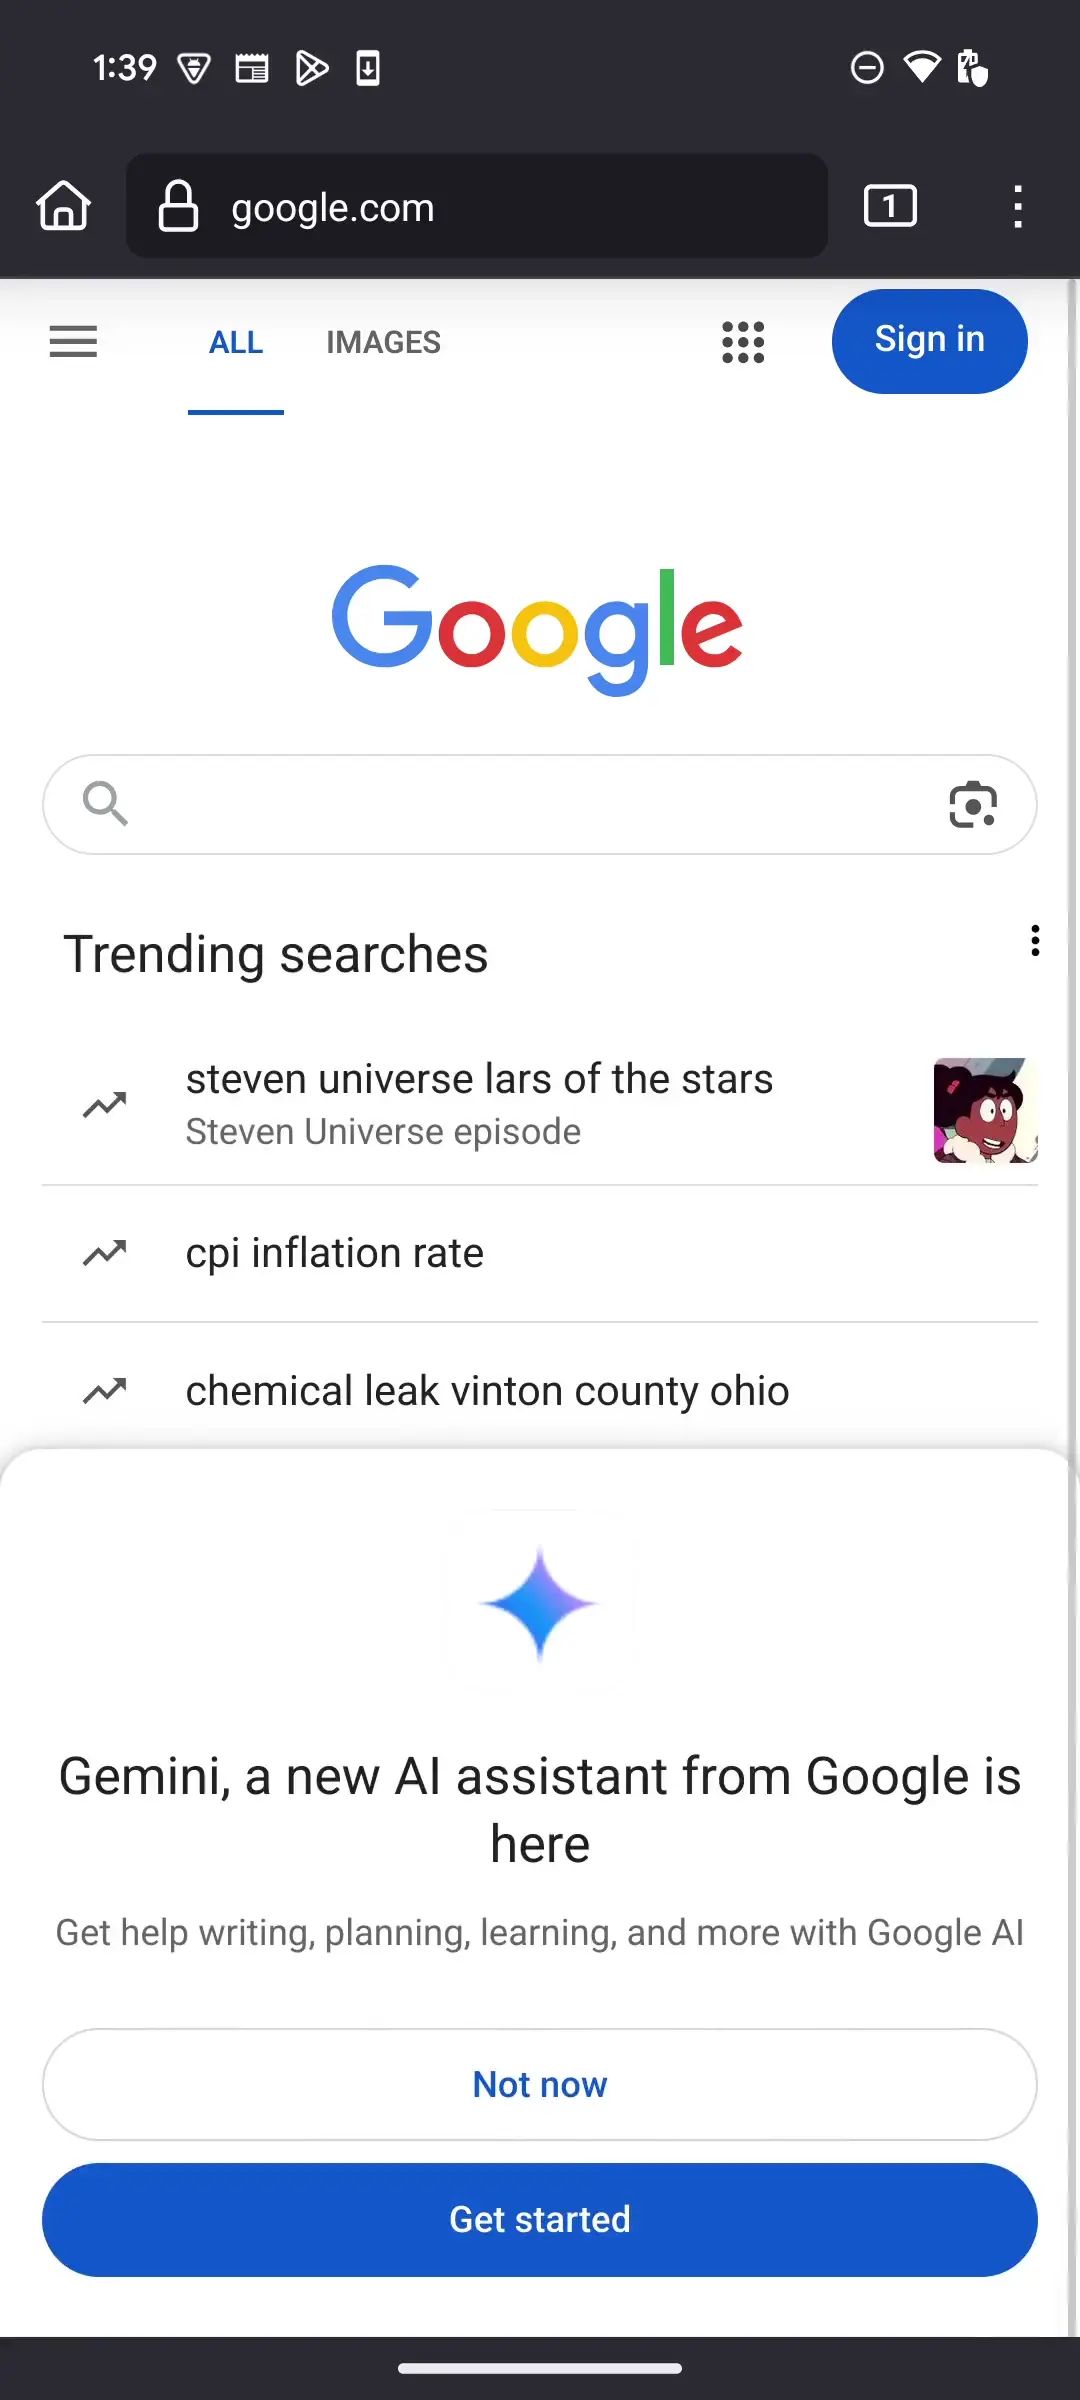 1:39
google.com
1
ALL
IMAGES
Sign in
Google
Trending searches
steven universe lars of the stars
Steven Universe episode
cpi inflation rate
chemical leak vinton county ohio
Gemini, a new AI assistant from Google is
here
Get help writing, planning, learning, and more with Google AI
Not now
Get started